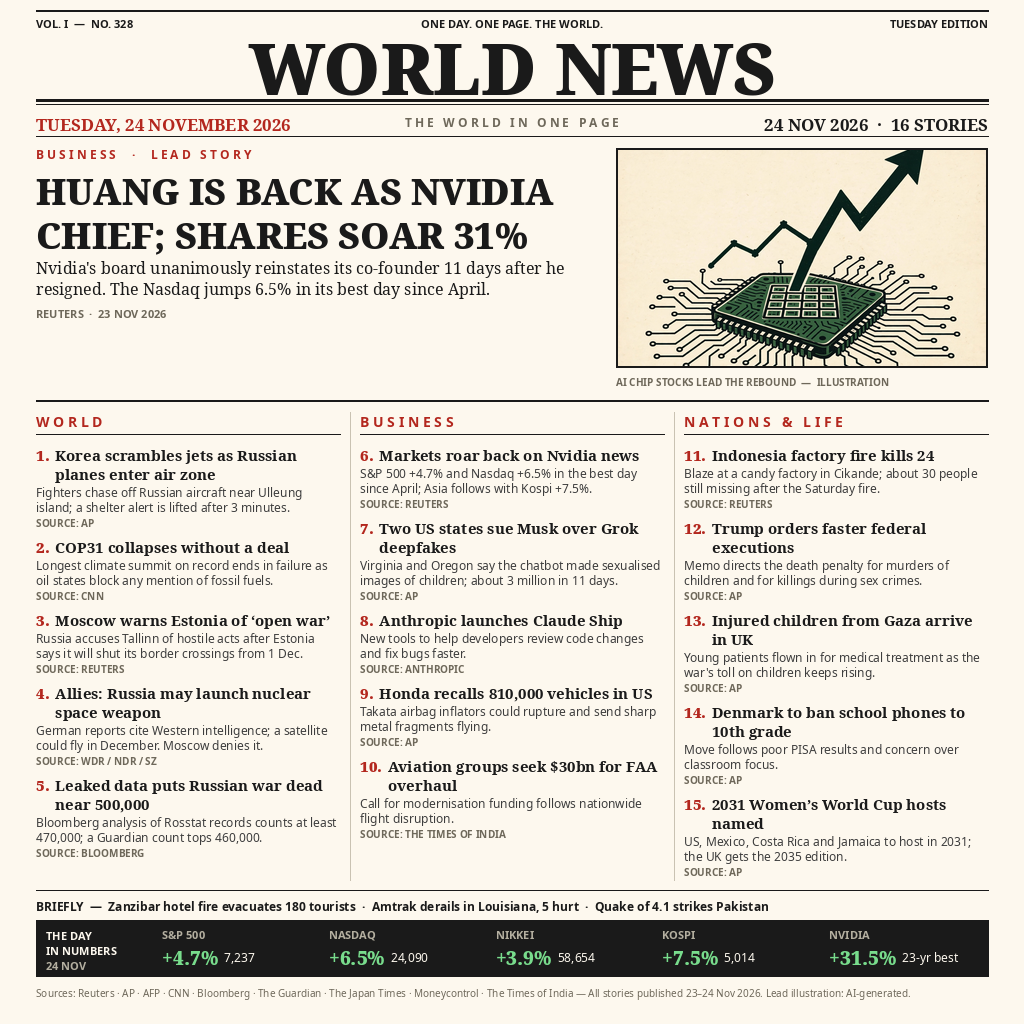 VOL. I — NO. 328
ONE DAY. ONE PAGE. THE WORLD.
TUESDAY EDITION
WORLD NEWS
TUESDAY, 24 NOVEMBER 2026
THE WORLD IN ONE PAGE
24 NOV 2026 · 16 STORIES
BUSINESS · LEAD STORY
HUANG IS BACK AS NVIDIA
CHIEF; SHARES SOAR 31%
Nvidia's board unanimously reinstates its co-founder 11 days after he
resigned. The Nasdaq jumps 6.5% in its best day since April.
REUTERS · 23 NOV 2026
AI CHIP STOCKS LEAD THE REBOUND — ILLUSTRATION
WORLD
1. Korea scrambles jets as Russian
planes enter air zone
Fighters chase off Russian aircraft near Ulleung
island; a shelter alert is lifted after 3 minutes.
SOURCE: AP
2. COP31 collapses without a deal
Longest climate summit on record ends in failure as
oil states block any mention of fossil fuels.
SOURCE: CNN
3. Moscow warns Estonia of ‘open war’
Russia accuses Tallinn of hostile acts after Estonia
says it will shut its border crossings from 1 Dec.
SOURCE: REUTERS
4. Allies: Russia may launch nuclear
space weapon
German reports cite Western intelligence; a satellite
could fly in December. Moscow denies it.
SOURCE: WDR / NDR / SZ
5. Leaked data puts Russian war dead
near 500,000
Bloomberg analysis of Rosstat records counts at least
470,000; a Guardian count tops 460,000.
SOURCE: BLOOMBERG
BUSINESS
6. Markets roar back on Nvidia news
S&P 500 +4.7% and Nasdaq +6.5% in the best day
since April; Asia follows with Kospi +7.5%.
SOURCE: REUTERS
7. Two US states sue Musk over Grok
deepfakes
Virginia and Oregon say the chatbot made sexualised
images of children; about 3 million in 11 days.
SOURCE: AP
8. Anthropic launches Claude Ship
New tools to help developers review code changes
and fix bugs faster.
SOURCE: ANTHROPIC
9. Honda recalls 810,000 vehicles in US
Takata airbag inflators could rupture and send sharp
metal fragments flying.
SOURCE: AP
10. Aviation groups seek $30bn for FAA
overhaul
Call for modernisation funding follows nationwide
flight disruption.
SOURCE: THE TIMES OF INDIA
NATIONS & LIFE
11. Indonesia factory fire kills 24
Blaze at a candy factory in Cikande; about 30 people
still missing after the Saturday fire.
SOURCE: REUTERS
12. Trump orders faster federal
executions
Memo directs the death penalty for murders of
children and for killings during sex crimes.
SOURCE: AP
13. Injured children from Gaza arrive
in UK
Young patients flown in for medical treatment as the
war's toll on children keeps rising.
SOURCE: AP
14. Denmark to ban school phones to
10th grade
Move follows poor PISA results and concern over
classroom focus.
SOURCE: AP
15. 2031 Women’s World Cup hosts
named
US, Mexico, Costa Rica and Jamaica to host in 2031;
the UK gets the 2035 edition.
SOURCE: AP
BRIEFLY — Zanzibar hotel fire evacuates 180 tourists · Amtrak derails in Louisiana, 5 hurt · Quake of 4.1 strikes Pakistan
THE DAY
IN NUMBERS
24 NOV
S&P 500
+4.7% 7,237
NASDAQ
+6.5% 24,090
NIKKEI
+3.9% 58,654
KOSPI
+7.5% 5,014
NVIDIA
+31.5% 23-yr best
Sources: Reuters · AP · AFP · CNN · Bloomberg · The Guardian · The Japan Times · Moneycontrol · The Times of India — All stories published 23–24 Nov 2026. Lead illustration: AI-generated.